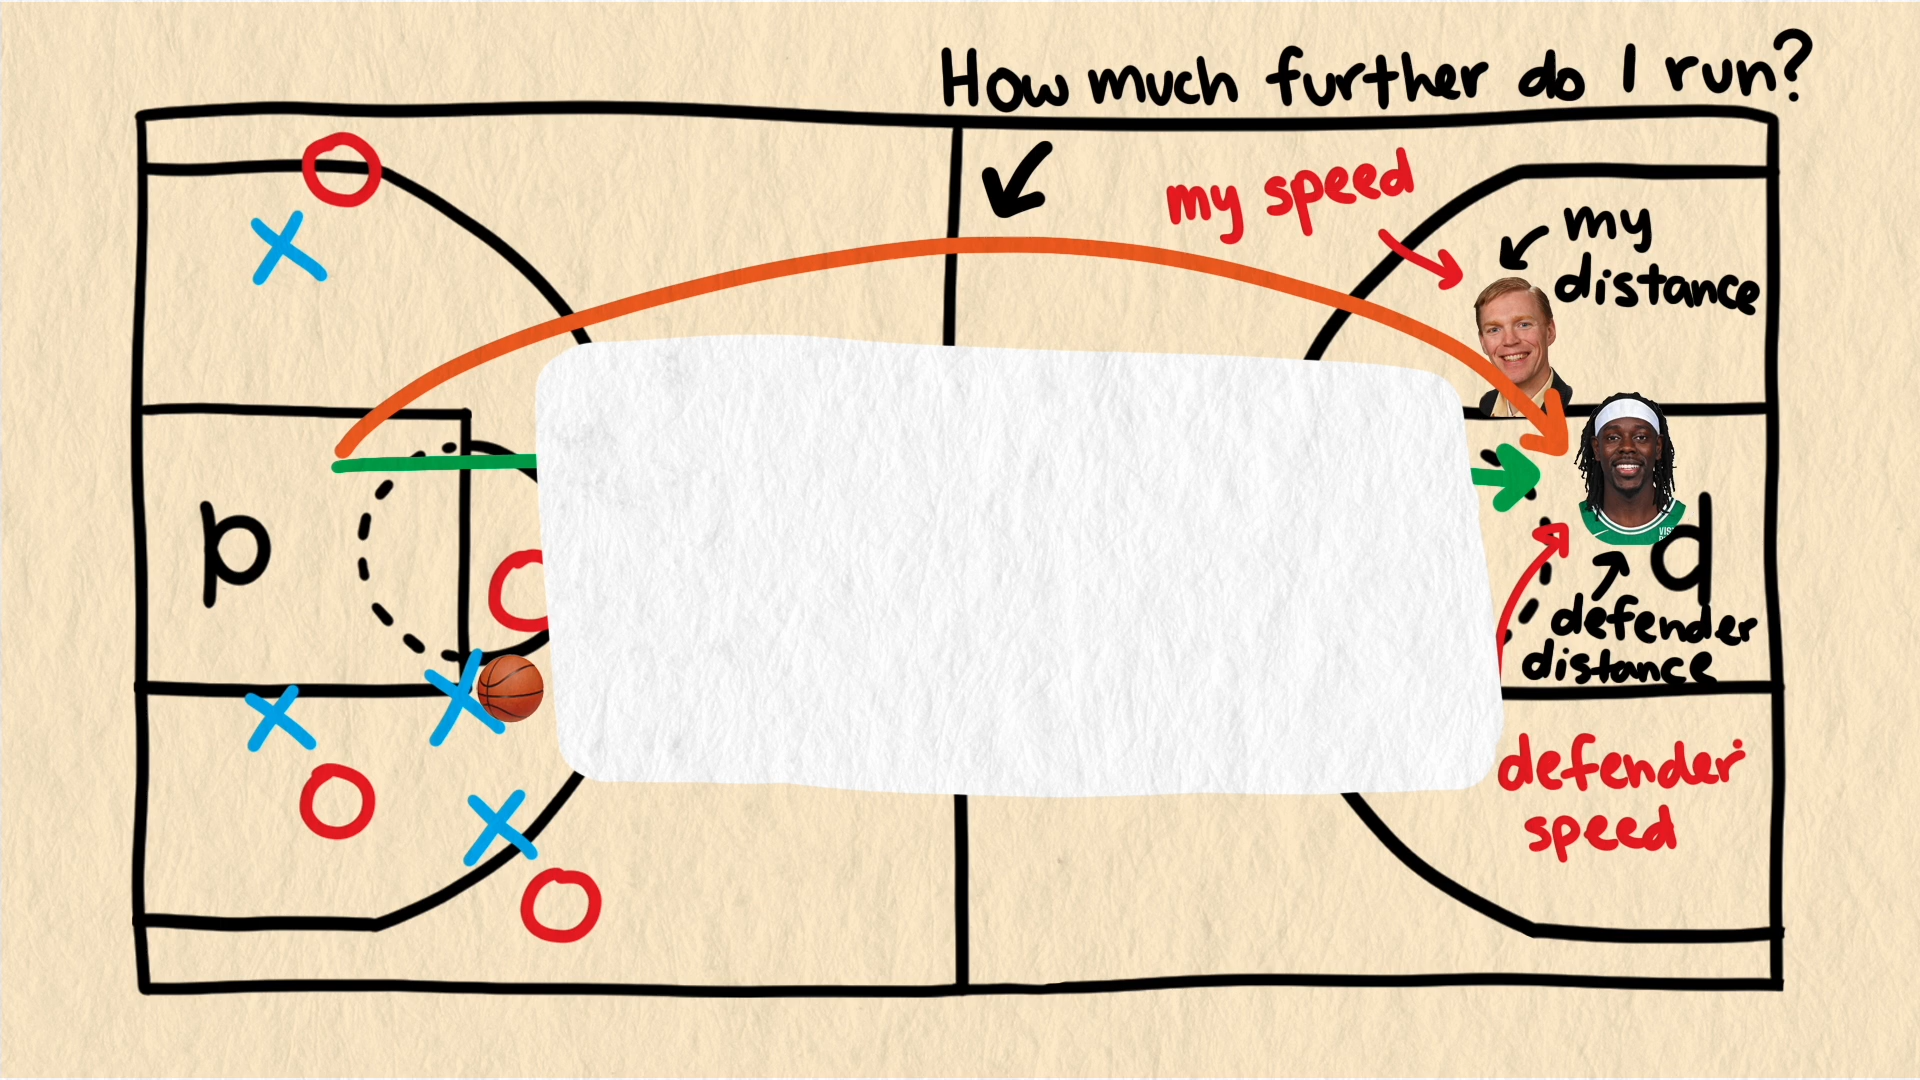 How much further do I run?
my speed
my
distance
defender
distance
defender
speed